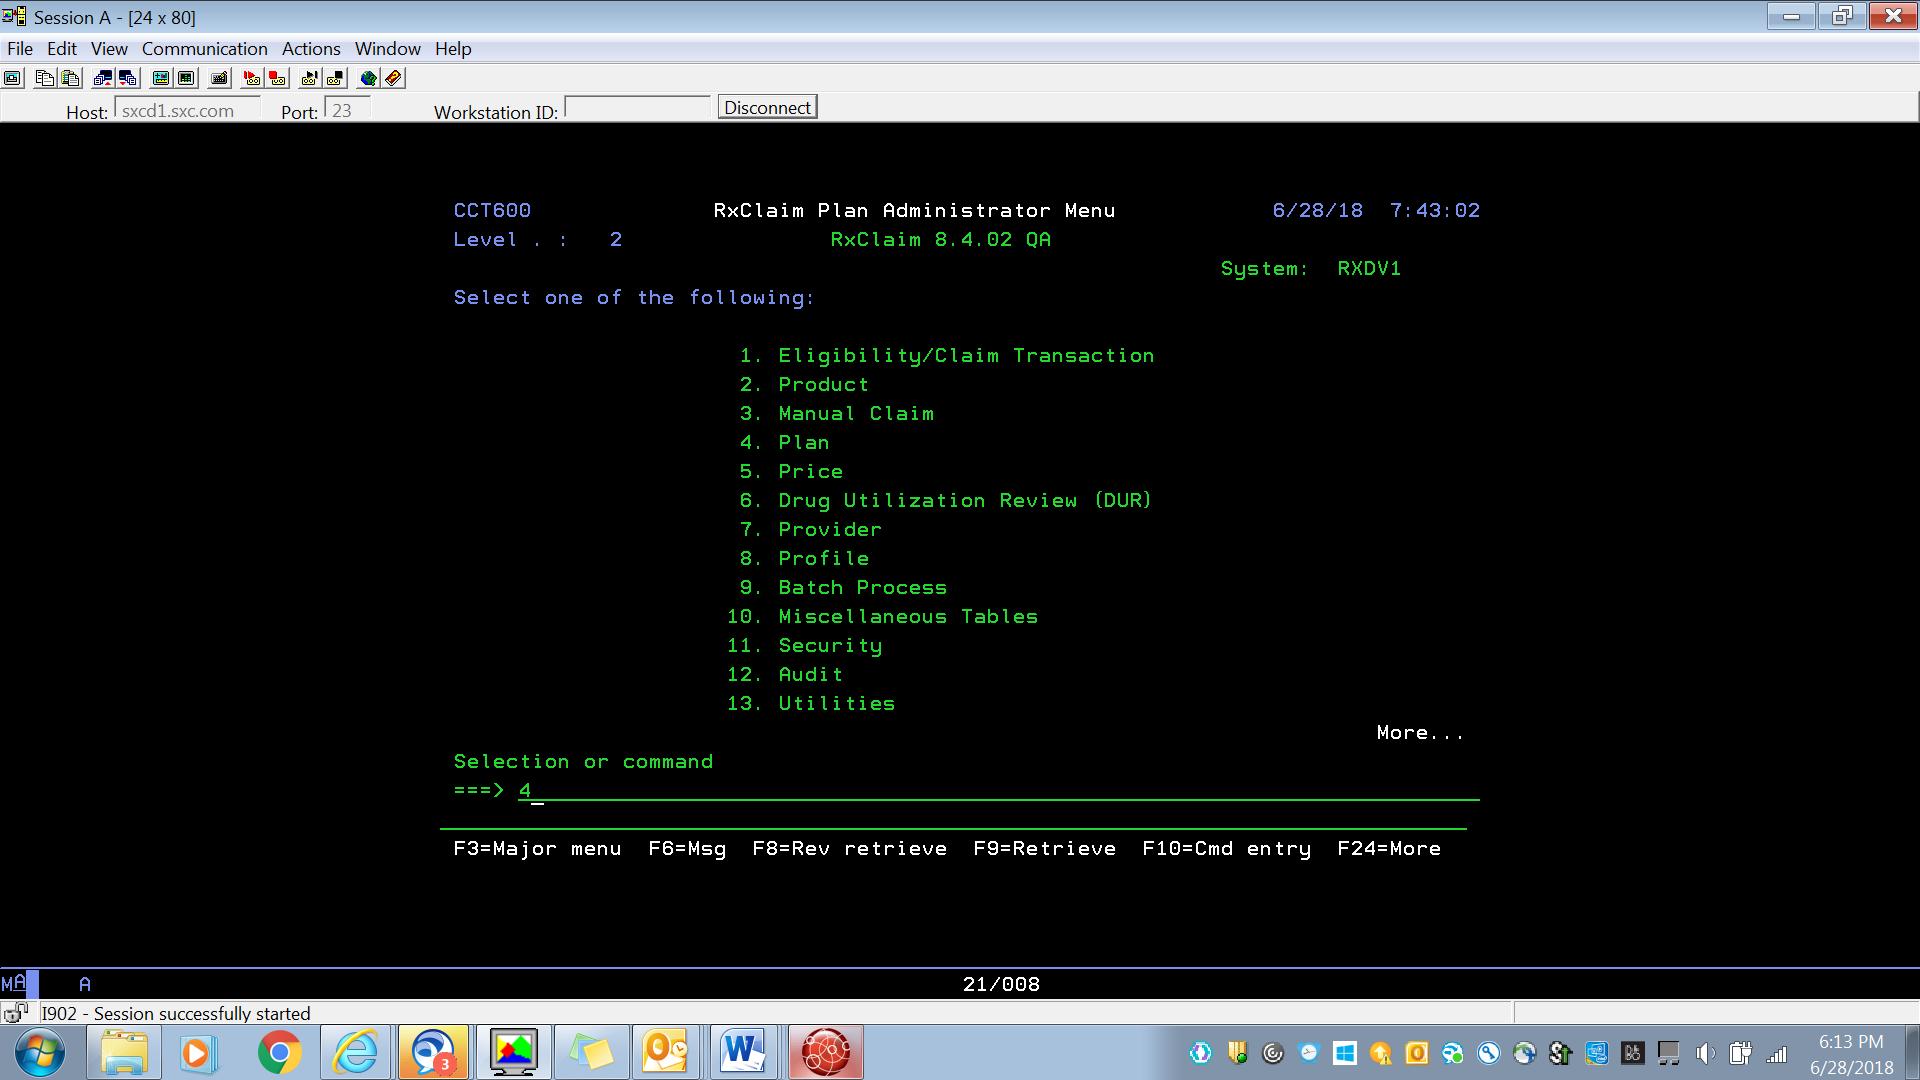 Session A - [24 x 80]
File Edit View Communication Actions Window Help
Host: sxcd1.sxc.com Port: 23 Workstation ID: Disconnect
CCT600 RxClaim Plan Administrator Menu 6/28/18 7:43:02
Level . : 2 RxClaim 8.4.02 QA
System: RXDV1
Select one of the following:
1. Eligibility/Claim Transaction
2. Product
3. Manual Claim
4. Plan
5. Price
6. Drug Utilization Review (DUR)
7. Provider
8. Profile
9. Batch Process
10. Miscellaneous Tables
11. Security
12. Audit
13. Utilities
More...
Selection or command
===> 4
F3=Major menu F6=Msg F8=Rev retrieve F9=Retrieve F10=Cmd entry F24=More
MA A 21/008
I902 - Session successfully started
3
6:13 PM
6/28/2018